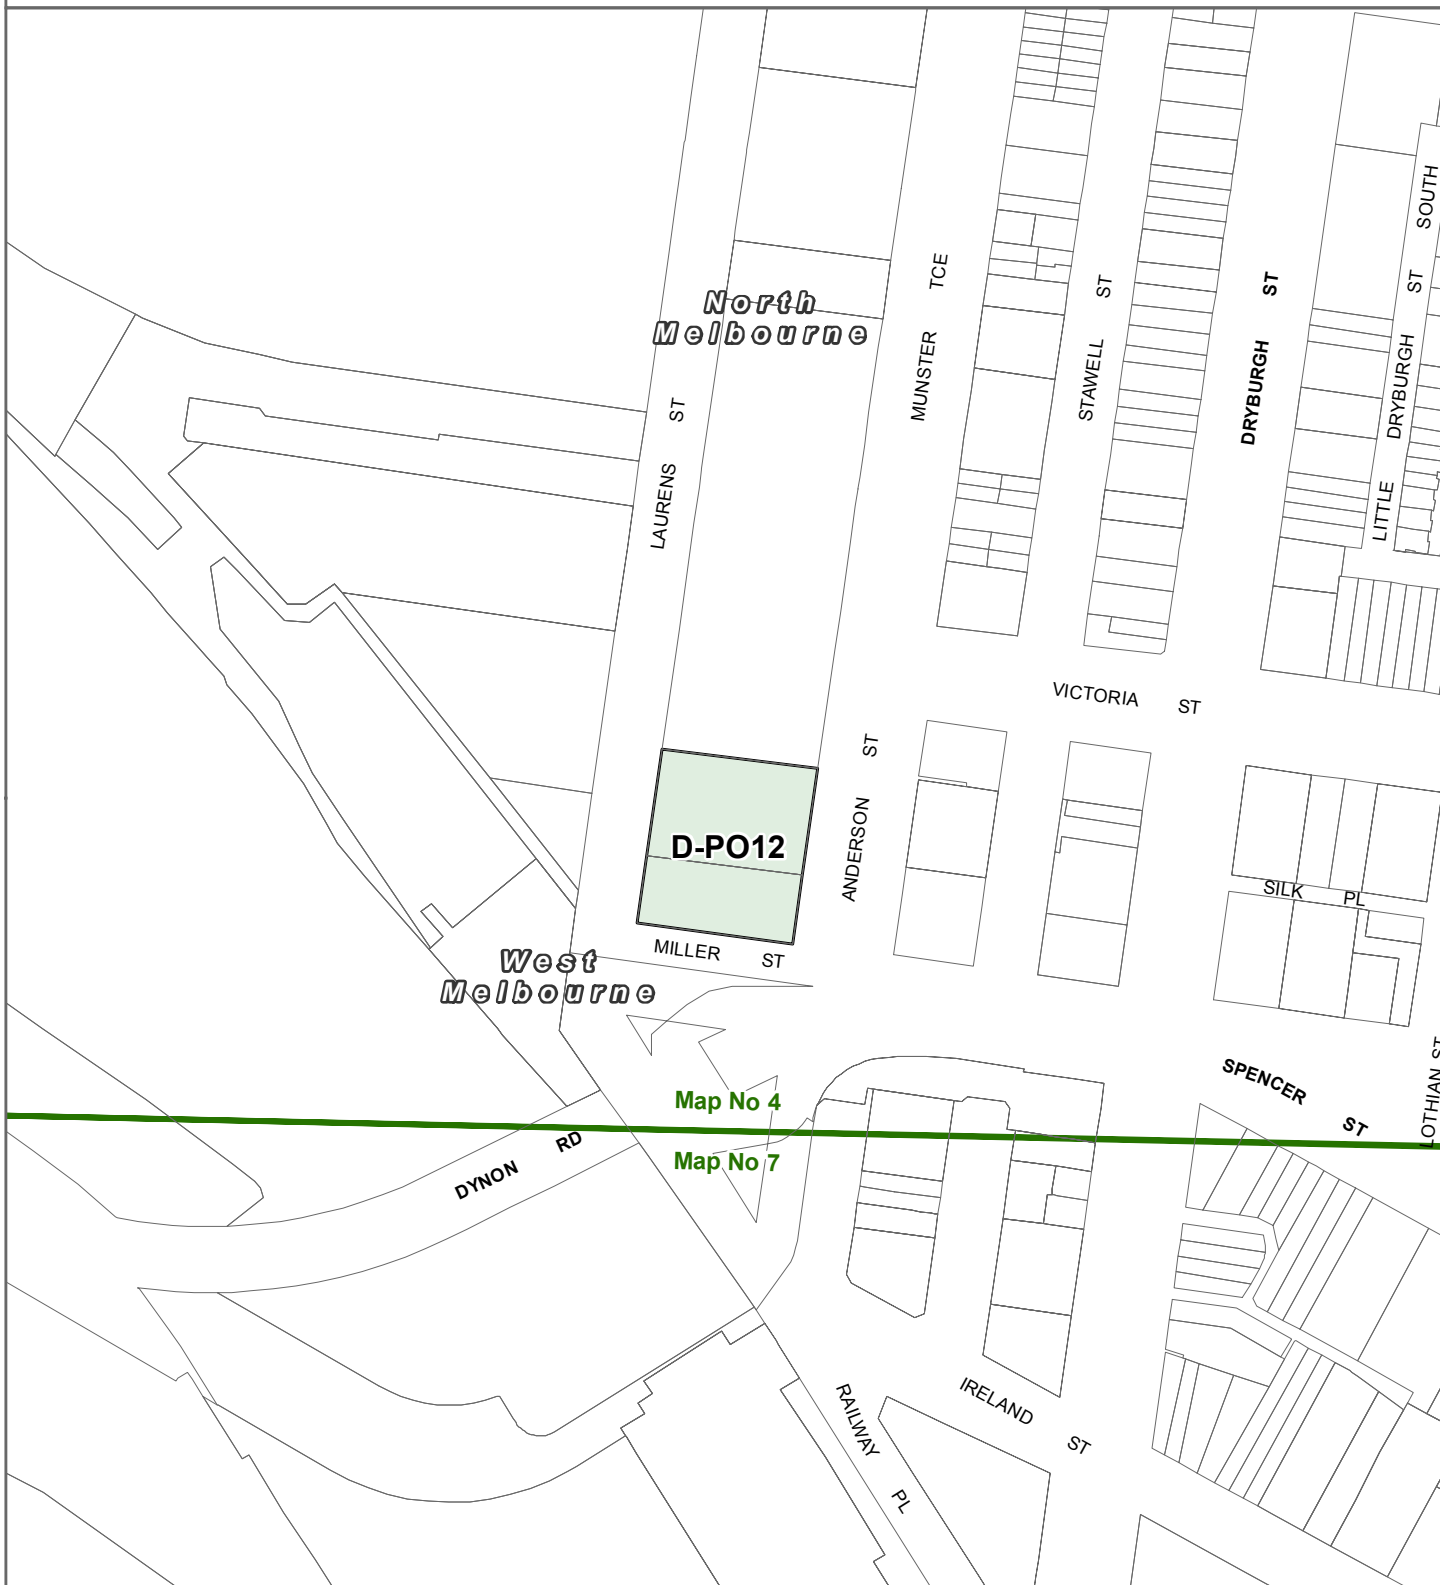 SOUTH
ST
DRYBURGH
LITTLE
TCE
MUNSTER
ST
STAWELL
ST
DRYBURGH
North
Melbourne
ST
LAURENS
VICTORIA ST
ST
ANDERSON
D-PO12
SILK PL
MILLER ST
West
Melbourne
SPENCER
ST
ST
LOTHIAN
Map No 4
Map No 7
DYNON RD
IRELAND
ST
RAILWAY
PL